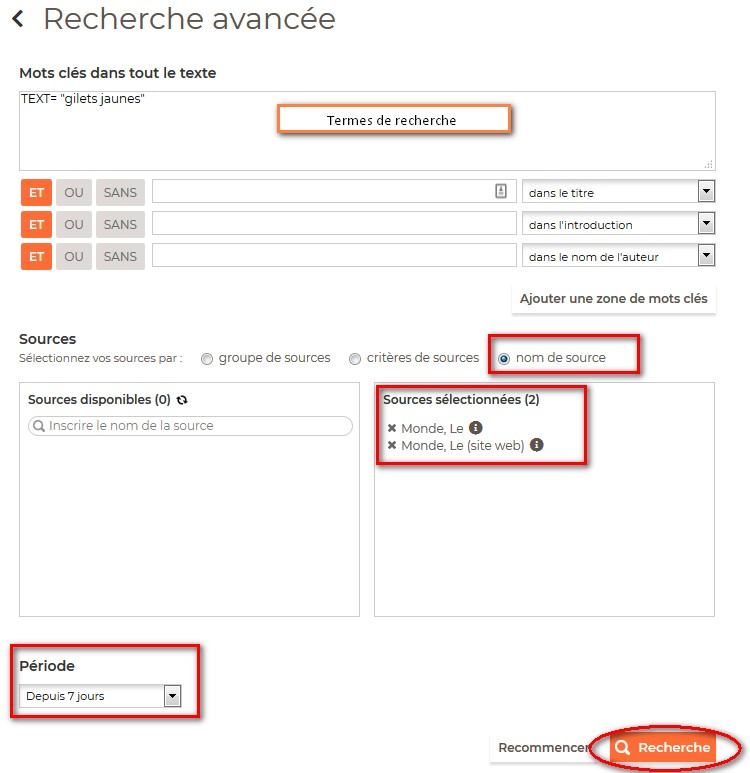 Recherche avancée
Mots clés dans tout le texte
TEXT= "gilets jaunes"
Termes de recherche
ET OU SANS dans le titre
ET OU SANS dans l'introduction
ET OU SANS dans le nom de l'auteur
Ajouter une zone de mots clés
Sources
Sélectionnez vos sources par : groupe de sources critères de sources nom de source
Sources disponibles (0)
Inscrire le nom de la source
Sources sélectionnées (2)
Monde, Le
Monde, Le (site web)
Période
Depuis 7 jours
Recommencer Recherche